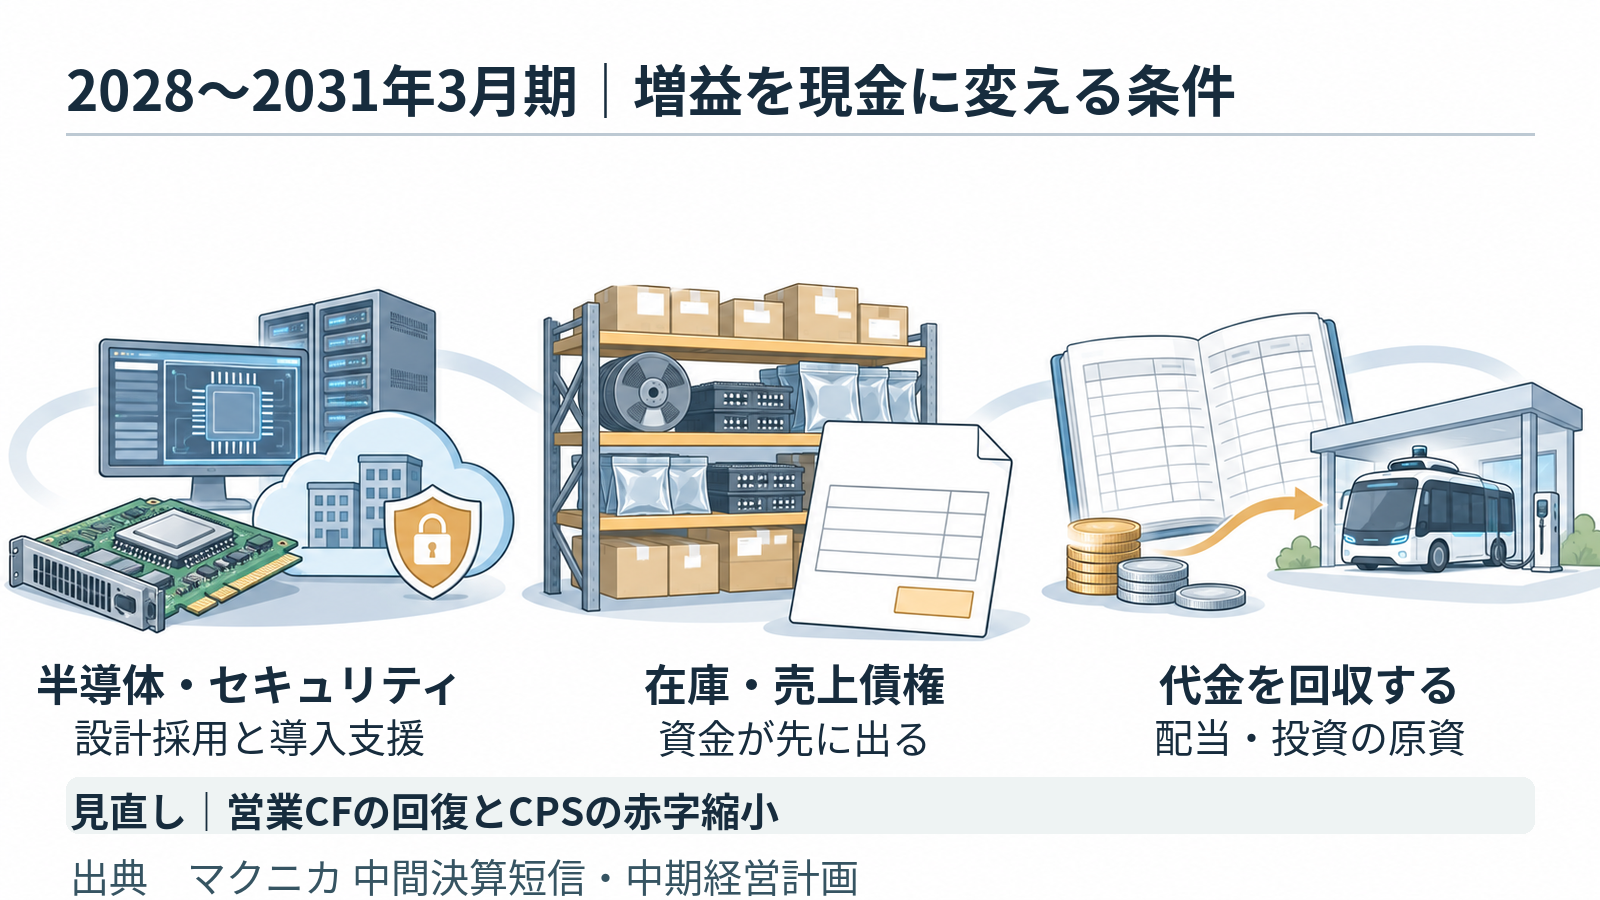 2028～2031年3月期｜増益を現金に変える条件
半導体・セキュリティ
設計採用と導入支援
在庫・売上債権
資金が先に出る
代金を回収する
配当・投資の原資
見直し｜営業CFの回復とCPSの赤字縮小
出典　マクニカ 中間決算短信・中期経営計画